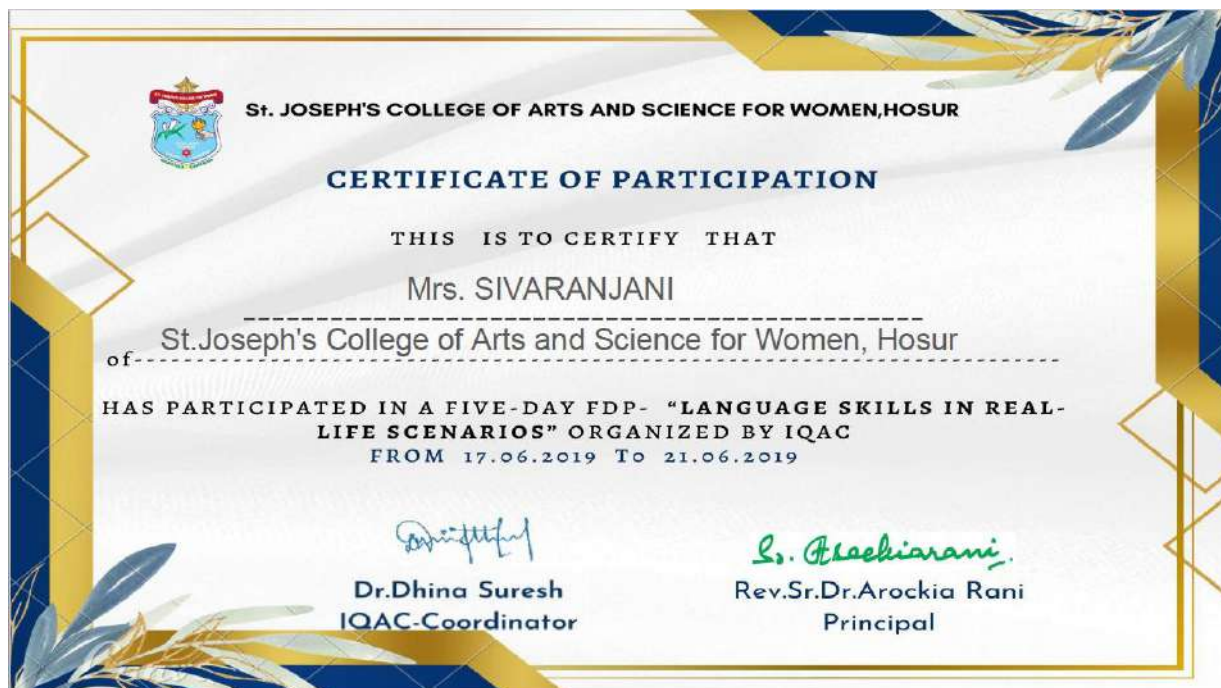 St. JOSEPH'S COLLEGE OF ARTS AND SCIENCE FOR WOMEN,HOSUR
CERTIFICATE OF PARTICIPATION
THIS IS TO CERTIFY THAT
Mrs. SIVARANJANI
of St.Joseph's College of Arts and Science for Women, Hosur
HAS PARTICIPATED IN A FIVE-DAY FDP- “LANGUAGE SKILLS IN REAL-
LIFE SCENARIOS” ORGANIZED BY IQAC
FROM 17.06.2019 To 21.06.2019
Dr.Dhina Suresh
IQAC-Coordinator
Rev.Sr.Dr.Arockia Rani
Principal